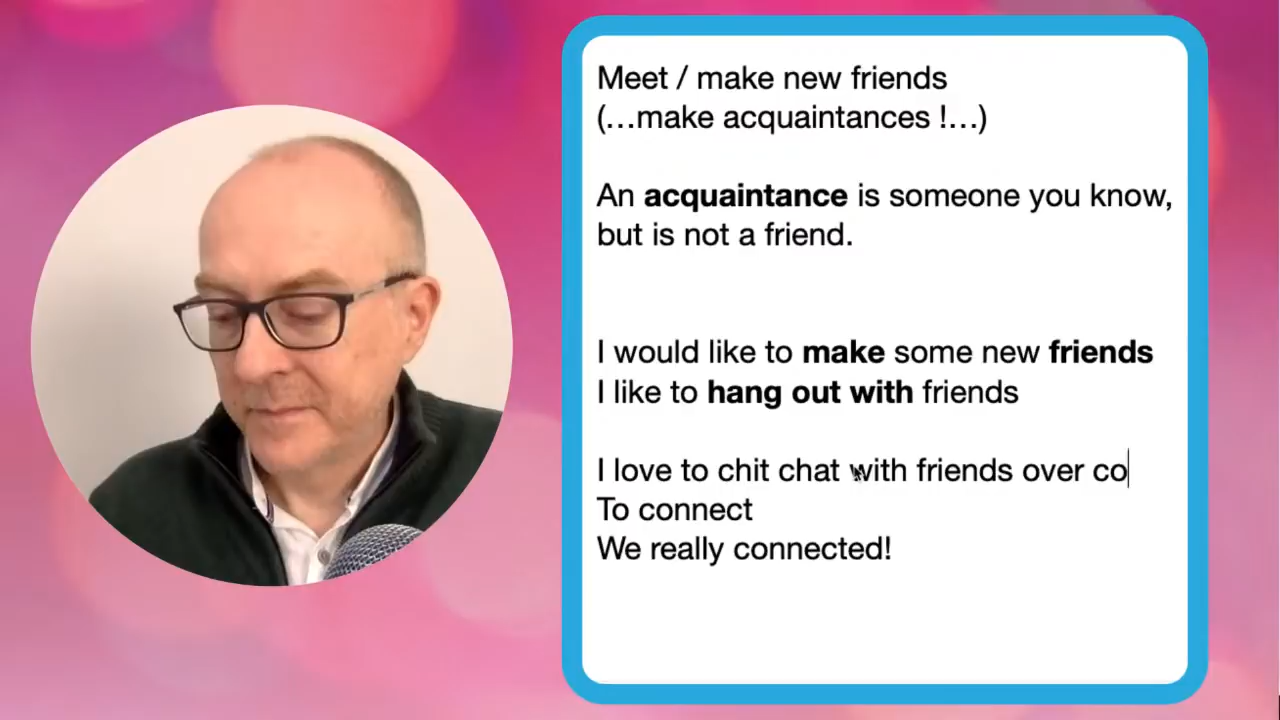 Meet / make new friends
(...make acquaintances !...)
An acquaintance is someone you know,
but is not a friend.
I would like to make some new friends
I like to hang out with friends
I love to chit chat with friends over co
To connect
We really connected!